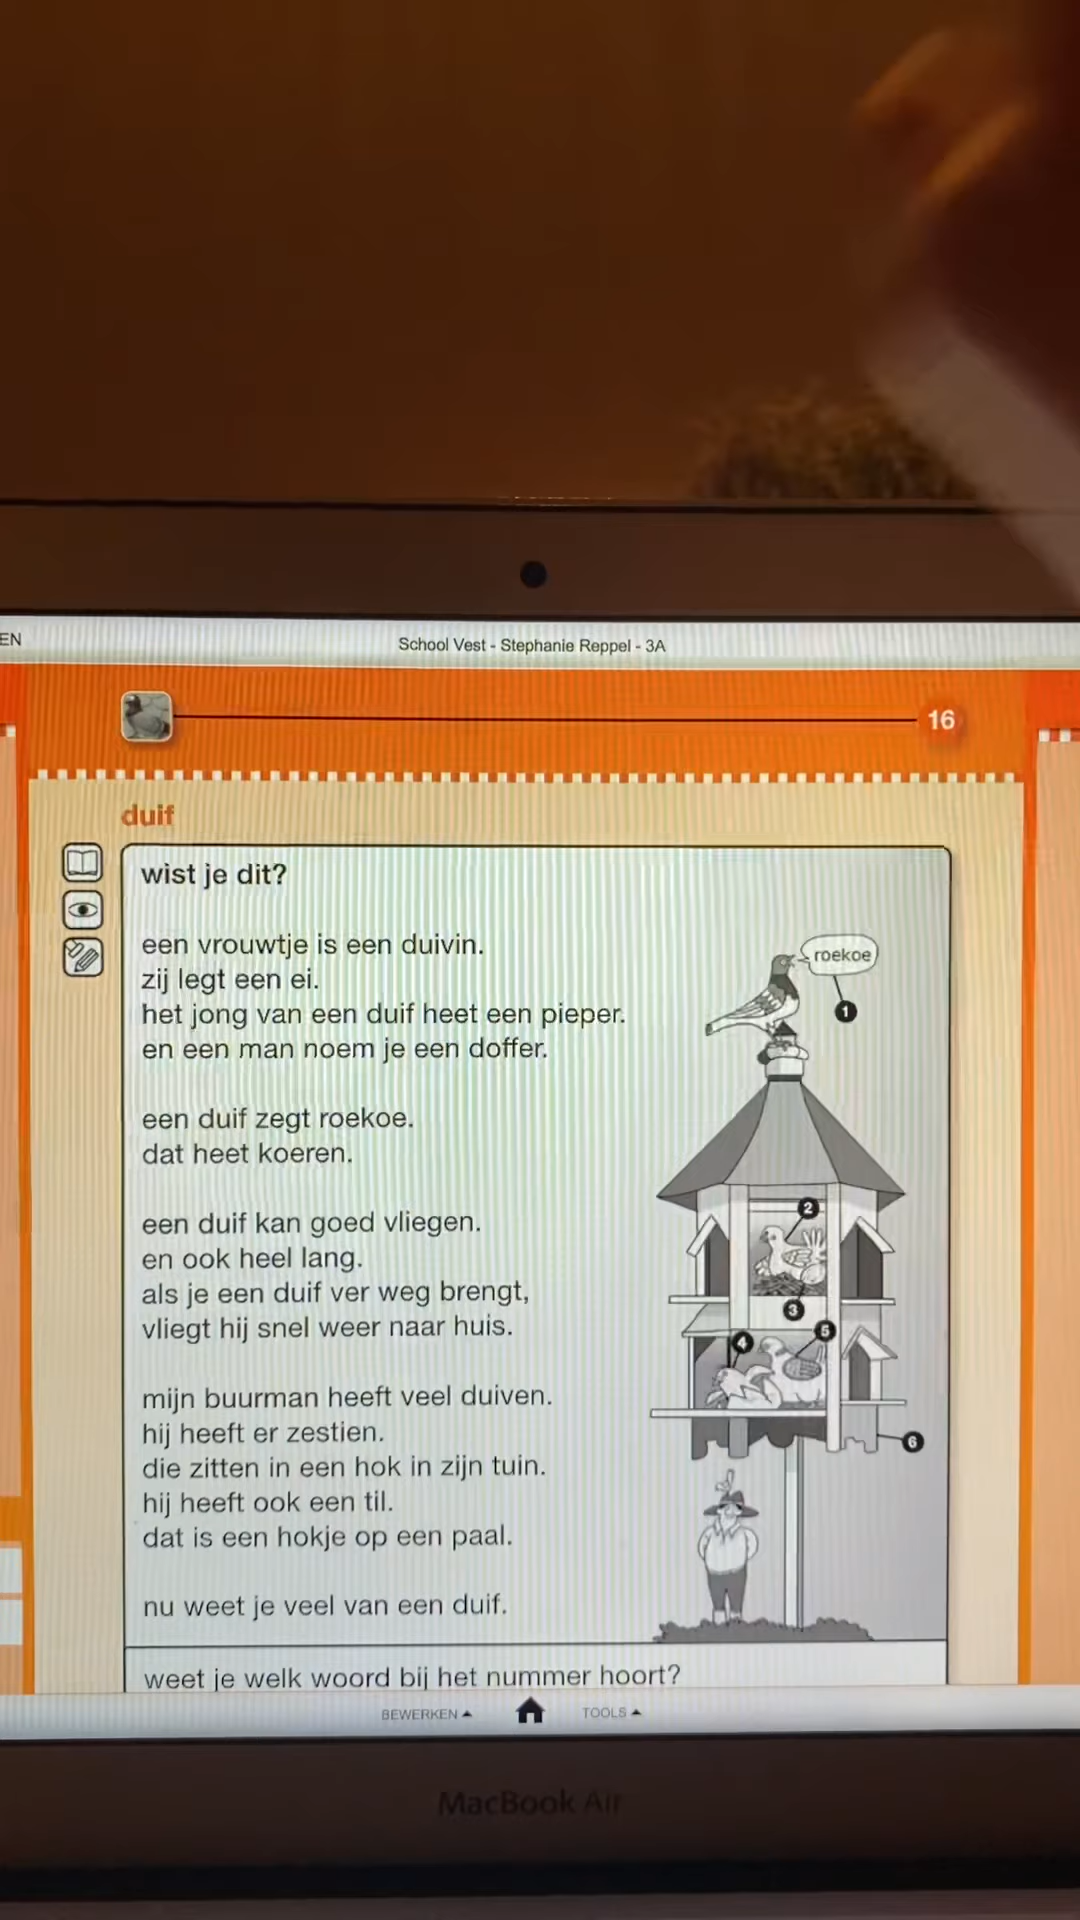 EN
School Vest - Stephanie Reppel - 3A
16
duif
wist je dit?
een vrouwtje is een duivin.
zij legt een ei.
het jong van een duif heet een pieper.
en een man noem je een doffer.
een duif zegt roekoe.
dat heet koeren.
een duif kan goed vliegen.
en ook heel lang.
als je een duif ver weg brengt,
vliegt hij snel weer naar huis.
mijn buurman heeft veel duiven.
hij heeft er zestien.
die zitten in een hok in zijn tuin.
hij heeft ook een til.
dat is een hokje op een paal.
nu weet je veel van een duif.
roekoe
1
2
3
4
5
6
weet je welk woord bij het nummer hoort?
BEWERKEN
TOOLS
MacBook Air